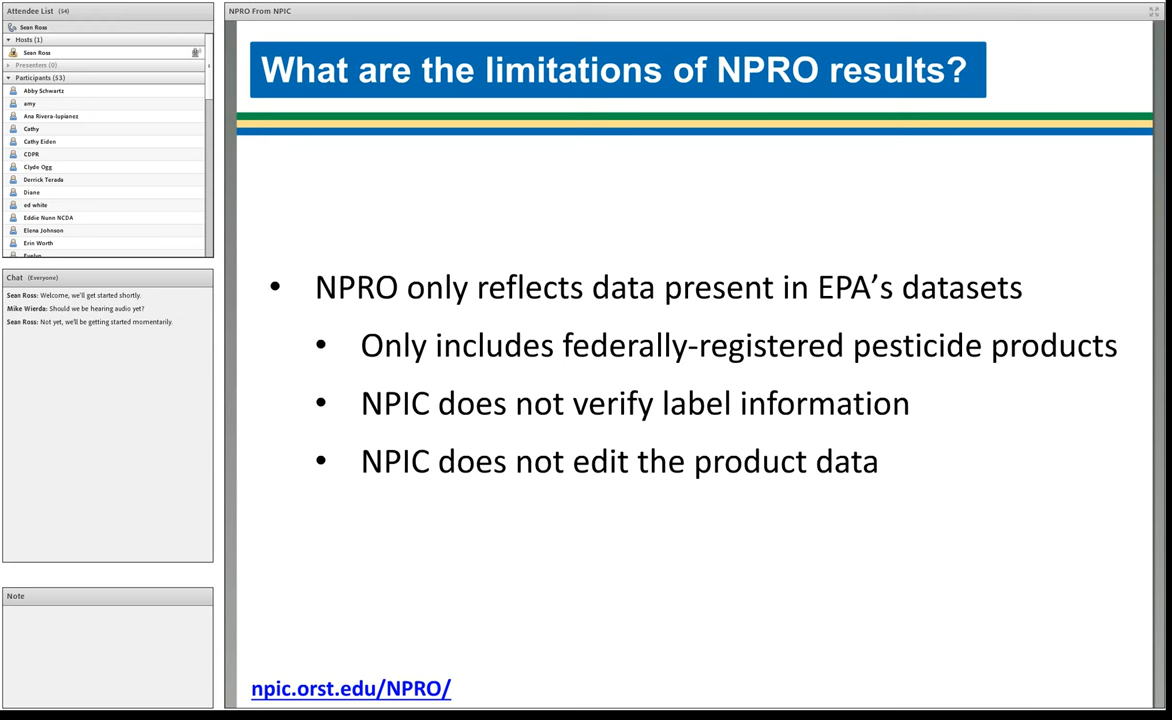 Attendee List (54)
Sean Ross
Hosts (1)
Sean Ross
Presenters (0)
Participants (53)
Abby Schwartz
amy
Ana Rivera-lupianez
Cathy
Cathy Eiden
CDPR
Clyde Ogg
Derrick Terada
Diane
ed white
Eddie Nunn NCDA
Elena Johnson
Erin Worth
Evelyn
Chat (Everyone)
Sean Ross: Welcome, we'll get started shortly.
Mike Wierda: Should we be hearing audio yet?
Sean Ross: Not yet, we'll be getting started momentarily.
Note
NPRO From NPIC
What are the limitations of NPRO results?
• NPRO only reflects data present in EPA's datasets
• Only includes federally-registered pesticide products
• NPIC does not verify label information
• NPIC does not edit the product data
npic.orst.edu/NPRO/